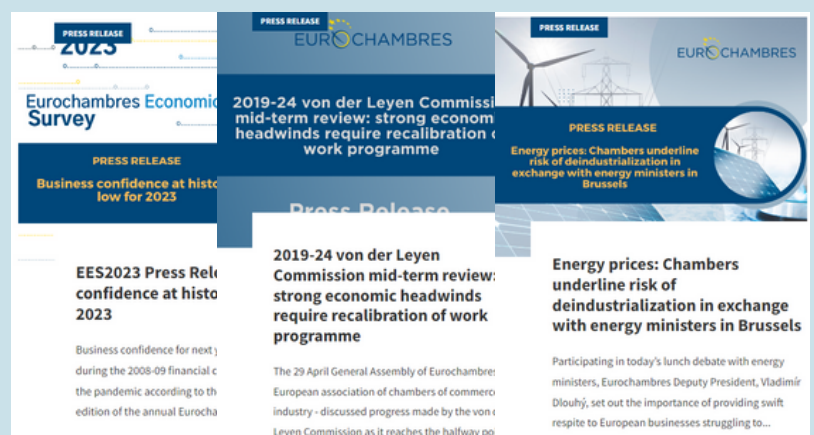 PRESS RELEASE
2023
Eurochambres Economic
Survey
PRESS RELEASE
Business confidence at histo
low for 2023
EES2023 Press Rele
confidence at histo
2023
Business confidence for next y
during the 2008-09 financial c
the pandemic according to th
edition of the annual Eurocha
PRESS RELEASE
EUROCHAMBRES
2019-24 von der Leyen Commissi
mid-term review: strong econom
headwinds require recalibration o
work programme
Press Release
2019-24 von der Leyen
Commission mid-term review:
strong economic headwinds
require recalibration of work
programme
The 29 April General Assembly of Eurochambres
European association of chambers of commerc
industry - discussed progress made by the von d
Leyen Commission as it reaches the halfway po
PRESS RELEASE
EUROCHAMBRES
PRESS RELEASE
Energy prices: Chambers underline
risk of deindustrialization in
exchange with energy ministers in
Brussels
Energy prices: Chambers
underline risk of
deindustrialization in exchange
with energy ministers in Brussels
Participating in today's lunch debate with energy
ministers, Eurochambres Deputy President, Vladimír
Dlouhý, set out the importance of providing swift
respite to European businesses struggling to...